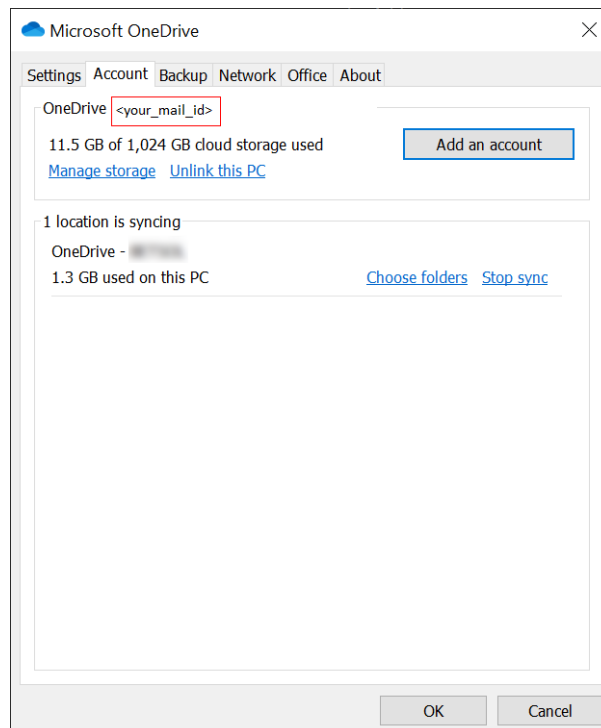 Microsoft OneDrive
Settings Account Backup Network Office About
OneDrive <your_mail_id>
11.5 GB of 1,024 GB cloud storage used
Add an account
Manage storage Unlink this PC
1 location is syncing
OneDrive -
1.3 GB used on this PC Choose folders Stop sync
OK Cancel